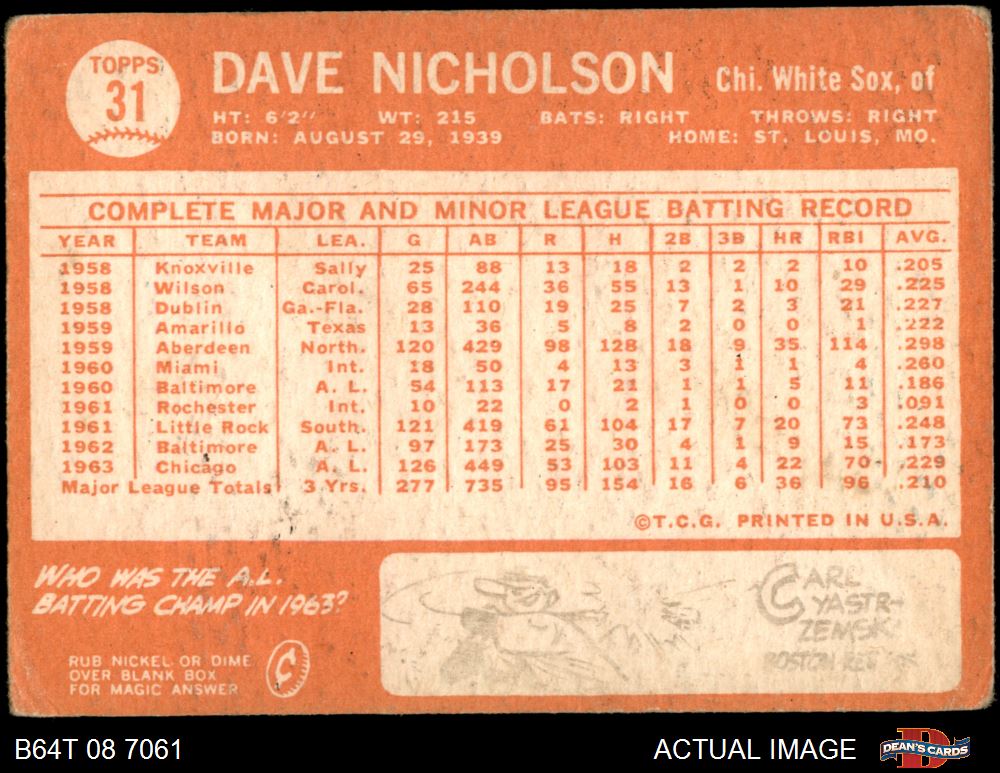 TOPPS
31
DAVE NICHOLSON Chi. White Sox, of
HT: 6'2" WT: 215 BATS: RIGHT THROWS: RIGHT
BORN: AUGUST 29, 1939 HOME: ST. LOUIS, MO.
COMPLETE MAJOR AND MINOR LEAGUE BATTING RECORD
YEAR TEAM LEA. G AB R H 2B 3B HR RBI AVG.
1958 Knoxville Sally 25 88 13 18 2 2 2 10 .205
1958 Wilson Carol. 65 244 36 55 13 1 10 29 .225
1958 Dublin Ga.-Fla. 28 110 19 25 7 2 3 21 .227
1959 Amarillo Texas 13 36 5 8 2 0 0 1 .222
1959 Aberdeen North. 120 429 98 128 18 9 35 114 .298
1960 Miami Int. 18 50 4 13 3 1 1 4 .260
1960 Baltimore A. L. 54 113 17 21 1 1 5 11 .186
1961 Rochester Int. 10 22 0 2 1 0 0 3 .091
1961 Little Rock South. 121 419 61 104 17 7 20 73 .248
1962 Baltimore A. L. 97 173 25 30 4 1 9 15 .173
1963 Chicago A. L. 126 449 53 103 11 4 22 70 .229
Major League Totals 3 Yrs. 277 735 95 154 16 6 36 96 .210
©T.C.G. PRINTED IN U.S.A.
WHO WAS THE A.L.
BATTING CHAMP IN 1963?
RUB NICKEL OR DIME
OVER BLANK BOX
FOR MAGIC ANSWER
CARL
YASTR-
ZEMSKI
BOSTON RED
B64T 08 7061 ACTUAL IMAGE DEAN'S CARDS